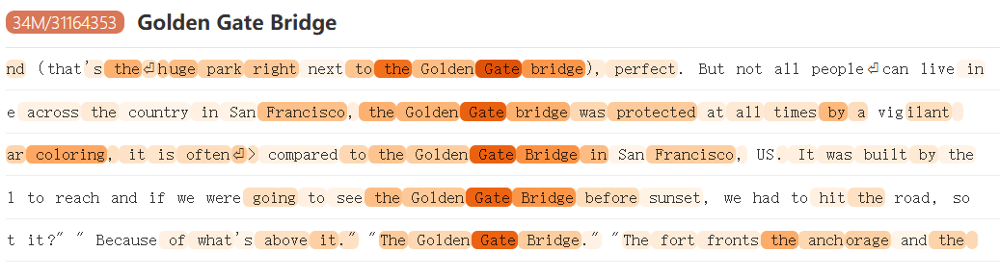 34M/31164353 Golden Gate Bridge
nd (that's the⏎huge park right next to the Golden Gate bridge), perfect. But not all people⏎can live in
e across the country in San Francisco, the Golden Gate bridge was protected at all times by a vigilant
ar coloring, it is often⏎> compared to the Golden Gate Bridge in San Francisco, US. It was built by the
l to reach and if we were going to see the Golden Gate Bridge before sunset, we had to hit the road, so
t it?" " Because of what's above it." "The Golden Gate Bridge." "The fort fronts the anchorage and the